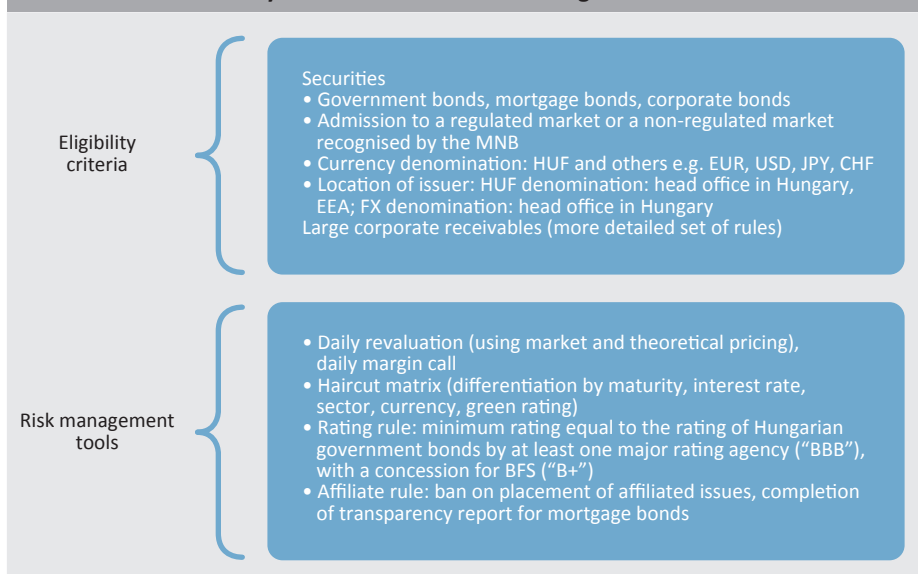 Eligibility
criteria
Securities
• Government bonds, mortgage bonds, corporate bonds
• Admission to a regulated market or a non-regulated market
recognised by the MNB
• Currency denomination: HUF and others e.g. EUR, USD, JPY, CHF
• Location of issuer: HUF denomination: head office in Hungary,
EEA; FX denomination: head office in Hungary
Large corporate receivables (more detailed set of rules)
Risk management
tools
• Daily revaluation (using market and theoretical pricing),
daily margin call
• Haircut matrix (differentiation by maturity, interest rate,
sector, currency, green rating)
• Rating rule: minimum rating equal to the rating of Hungarian
government bonds by at least one major rating agency (“BBB”),
with a concession for BFS (“B+”)
• Affiliate rule: ban on placement of affiliated issues, completion
of transparency report for mortgage bonds